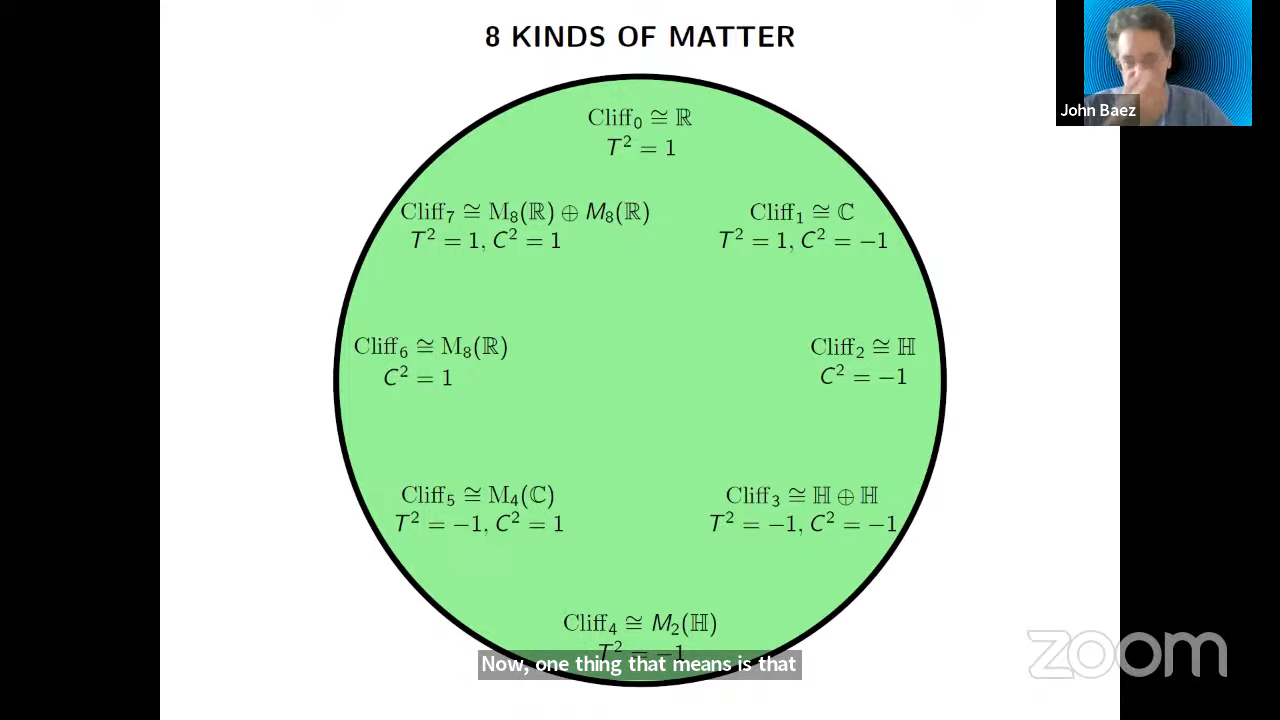 8 KINDS OF MATTER
John Baez
Cliff₀ ≅ ℝ
T² = 1
Cliff₇ ≅ M₈(ℝ) ⊕ M₈(ℝ)
T² = 1, C² = 1
Cliff₁ ≅ ℂ
T² = 1, C² = −1
Cliff₆ ≅ M₈(ℝ)
C² = 1
Cliff₂ ≅ ℍ
C² = −1
Cliff₅ ≅ M₄(ℂ)
T² = −1, C² = 1
Cliff₃ ≅ ℍ ⊕ ℍ
T² = −1, C² = −1
Cliff₄ ≅ M₂(ℍ)
T² = −1
Now, one thing that means is that
zoom